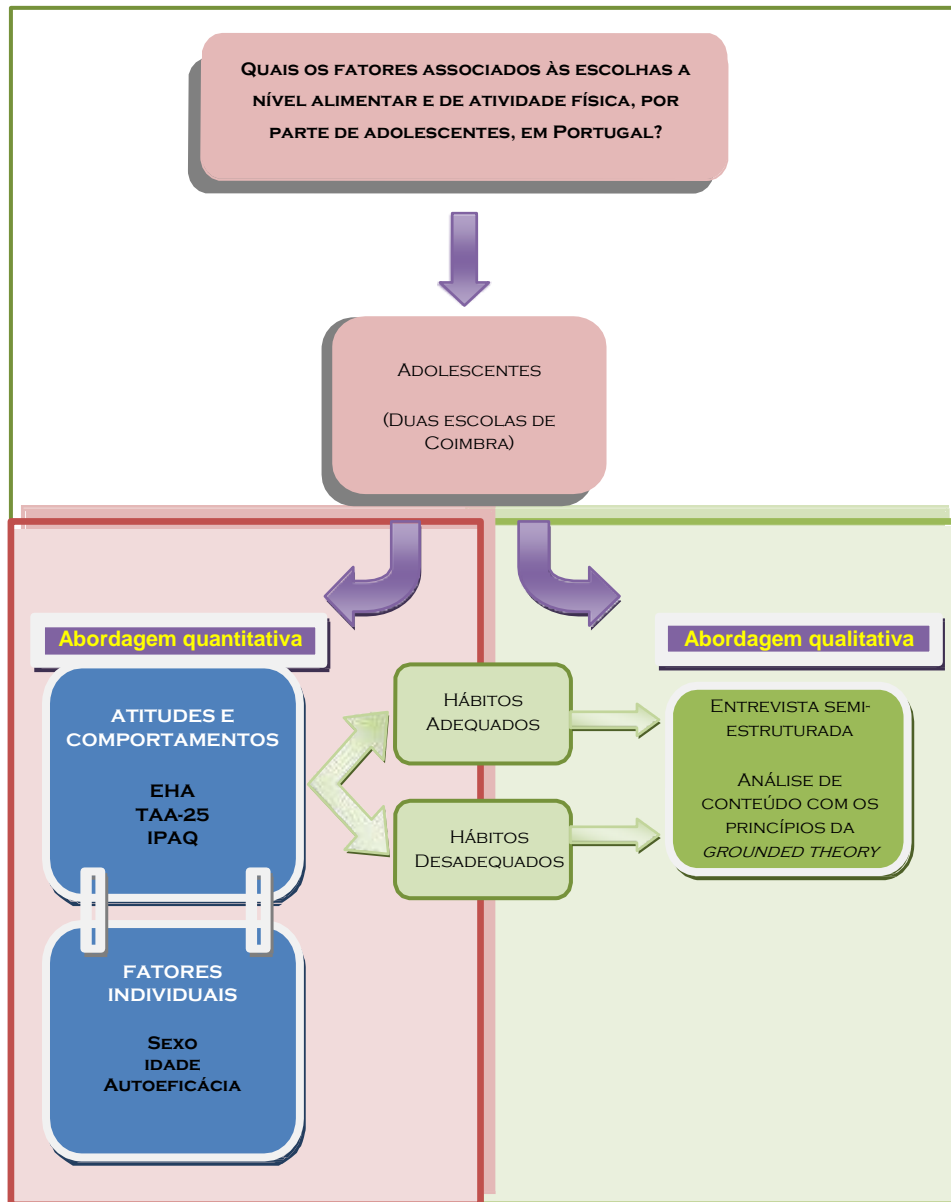 QUAIS OS FATORES ASSOCIADOS ÀS ESCOLHAS A
NÍVEL ALIMENTAR E DE ATIVIDADE FÍSICA, POR
PARTE DE ADOLESCENTES, EM PORTUGAL?
ADOLESCENTES
(DUAS ESCOLAS DE
COIMBRA)
Abordagem quantitativa
ATITUDES E
COMPORTAMENTOS
EHA
TAA-25
IPAQ
FATORES
INDIVIDUAIS
SEXO
IDADE
AUTOEFICÁCIA
HÁBITOS
ADEQUADOS
HÁBITOS
DESADEQUADOS
Abordagem qualitativa
ENTREVISTA SEMI-
ESTRUTURADA
ANÁLISE DE
CONTEÚDO COM OS
PRINCÍPIOS DA
GROUNDED THEORY